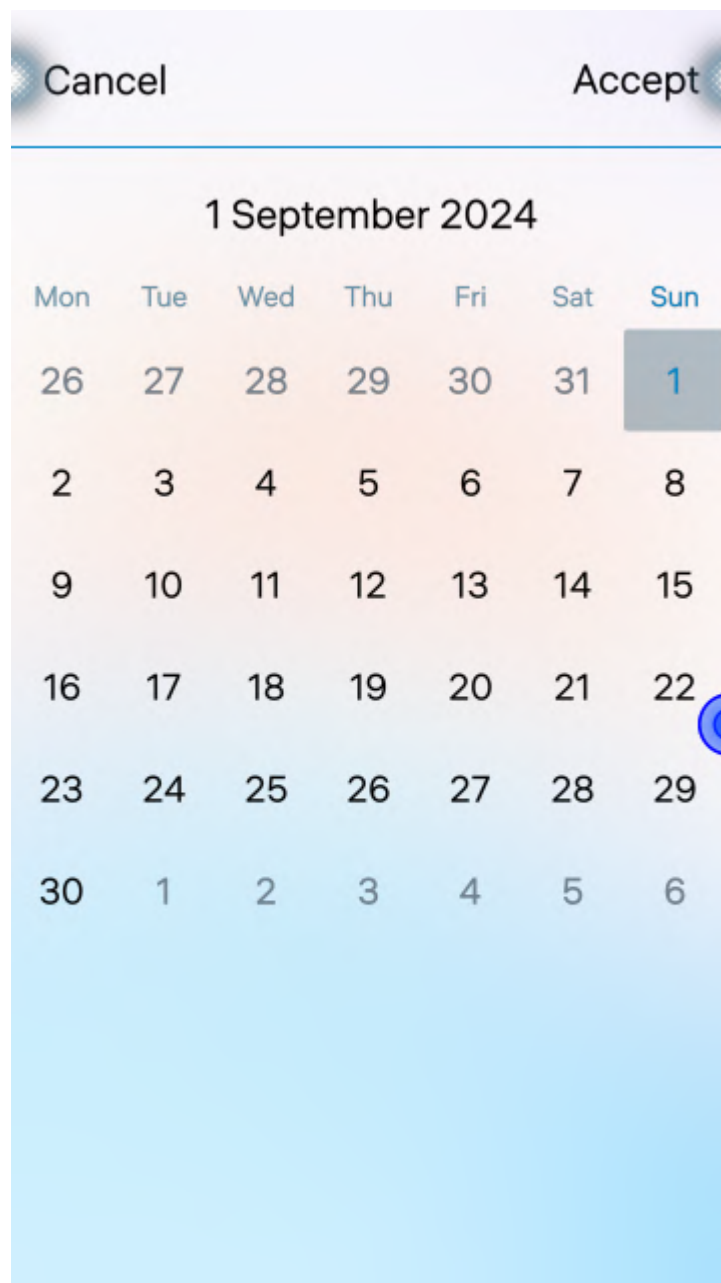 Cancel Accept
1 September 2024
Mon Tue Wed Thu Fri Sat Sun
26 27 28 29 30 31 1
2 3 4 5 6 7 8
9 10 11 12 13 14 15
16 17 18 19 20 21 22
23 24 25 26 27 28 29
30 1 2 3 4 5 6